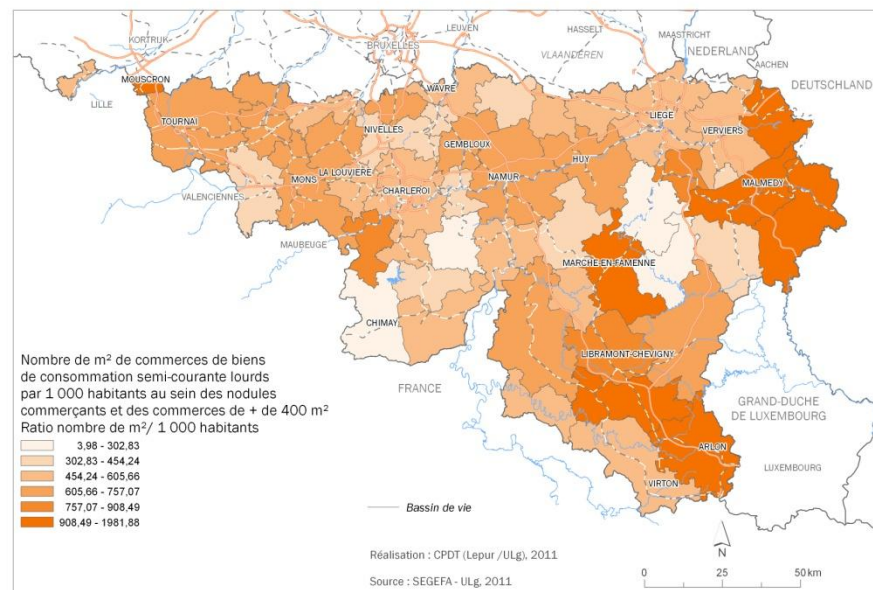 KORTRIJK
BRUXELLES
LEUVEN
HASSELT
MAASTRICHT
NEDERLAND
VLAANDEREN
AACHEN
DEUTSCHLAND
MOUSCRON
WAVRE
LILLE
TOURNAI
NIVELLES
LIEGE
VERVIERS
GEMBLOUX
HUY
LA LOUVIERE
MONS
NAMUR
CHARLEROI
MALMEDY
VALENCIENNES
MAUBEUGE
MARCHE-EN-FAMENNE
CHIMAY
LIBRAMONT-CHEVIGNY
FRANCE
GRAND-DUCHE
DE LUXEMBOURG
ARLON
LUXEMBOURG
VIRTON
Nombre de m² de commerces de biens
de consommation semi-courante lourds
par 1 000 habitants au sein des nodules
commerçants et des commerces de + de 400 m²
Ratio nombre de m²/ 1 000 habitants
3,98 - 302,83
302,83 - 454,24
454,24 - 605,66
605,66 - 757,07
757,07 - 908,49
908,49 - 1981,88
Bassin de vie
Réalisation : CPDT (Lepur /ULg), 2011
Source : SEGEFA - ULg, 2011
N
0 25 50 km